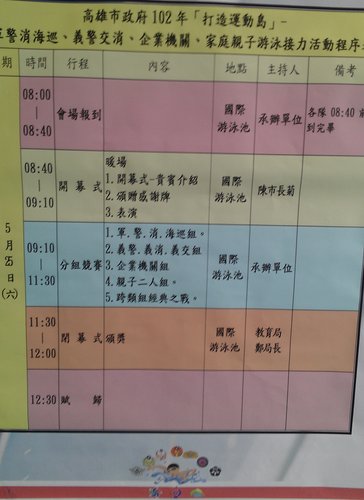 高雄市政府 102 年「打造運動島」-
軍警消海巡、義警交消、企業機關、家庭親子游泳接力活動程序
期 時間 行程 內容 地點 主持人 備考
5月25日(六)
08:00 | 08:40 會場報到 國際游泳池 承辦單位 各隊 08:40 前
到完畢
08:40 | 09:10 開幕式 暖場
1.開幕式-貴賓介紹
2.頒贈感謝牌
3.表演
國際游泳池 陳市長菊
09:10 | 11:30 分組競賽 1.軍.警.消.海巡組。
2.義警.義消.義交組
3.企業機關組
4.親子二人組。
5.跨類組經典之戰。
國際游泳池 承辦單位
11:30 | 12:00 閉幕式 頒獎 國際游泳池 教育局
鄭局長
12:30 賦歸